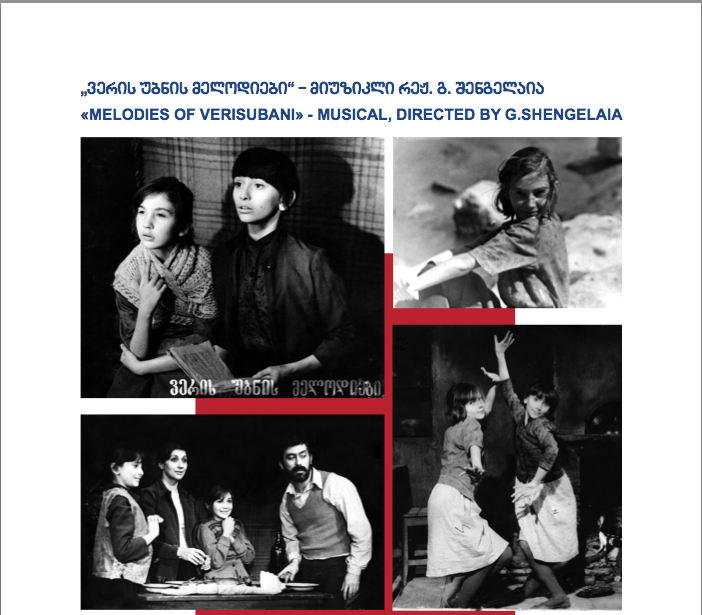 „ვერის უბნის მელოდიები“ – მიუზიკლი რეჟ. გ. შენგელაია
«MELODIES OF VERISUBANI» - MUSICAL, DIRECTED BY G.SHENGELAIA
ვერის უბნის მელოდიები